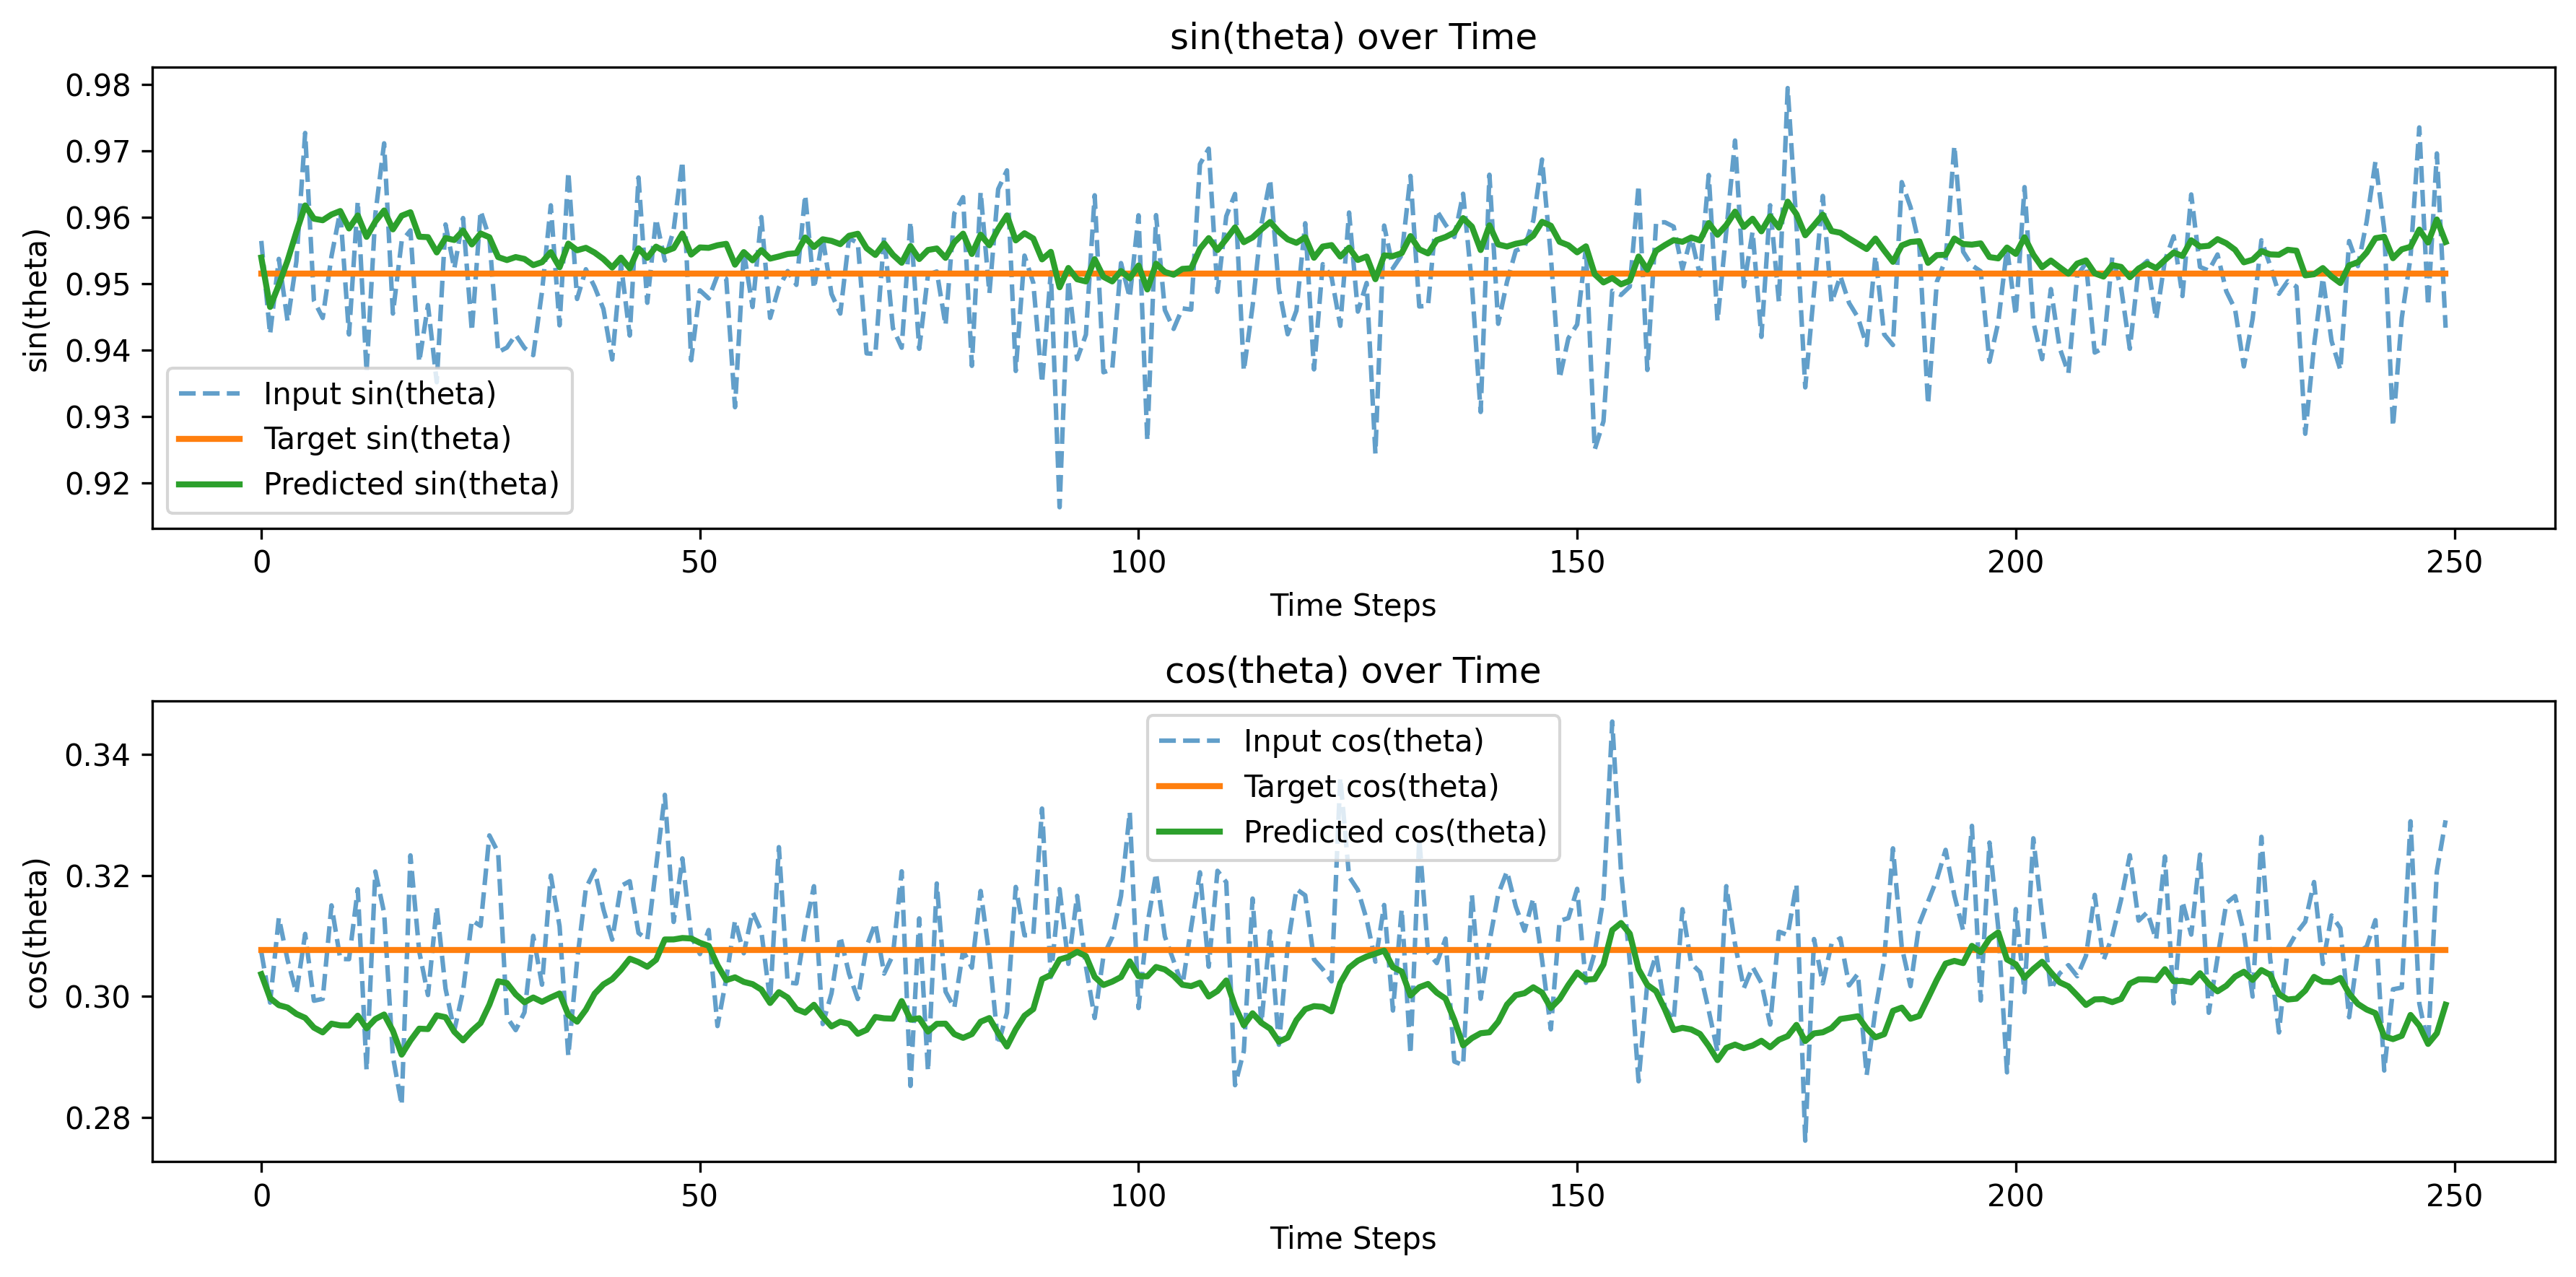 sin(theta) over Time
0.98
0.97
0.96
0.95
0.94
0.93
0.92
sin(theta)
Input sin(theta)
Target sin(theta)
Predicted sin(theta)
0 50 100 150 200 250
Time Steps
cos(theta) over Time
0.34
0.32
0.30
0.28
cos(theta)
Input cos(theta)
Target cos(theta)
Predicted cos(theta)
0 50 100 150 200 250
Time Steps